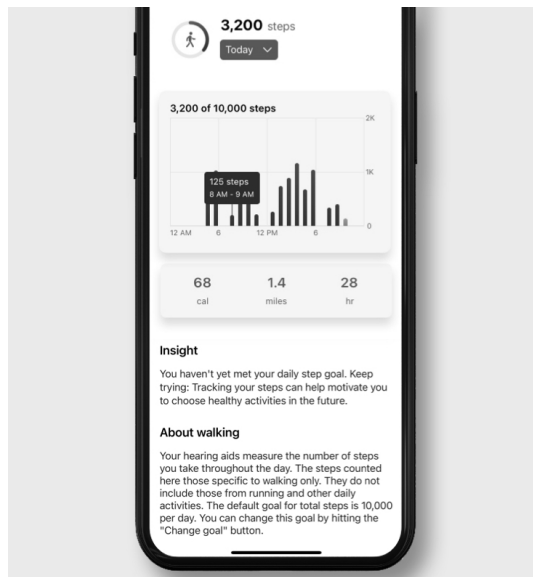 3,200 steps
Today
3,200 of 10,000 steps
2K
125 steps
8 AM - 9 AM
1K
0
12 AM 6 12 PM 6
68 1.4 28
cal miles hr
Insight
You haven't yet met your daily step goal. Keep
trying: Tracking your steps can help motivate you
to choose healthy activities in the future.
About walking
Your hearing aids measure the number of steps
you take throughout the day. The steps counted
here those specific to walking only. They do not
include those from running and other daily
activities. The default goal for total steps is 10,000
per day. You can change this goal by hitting the
"Change goal" button.